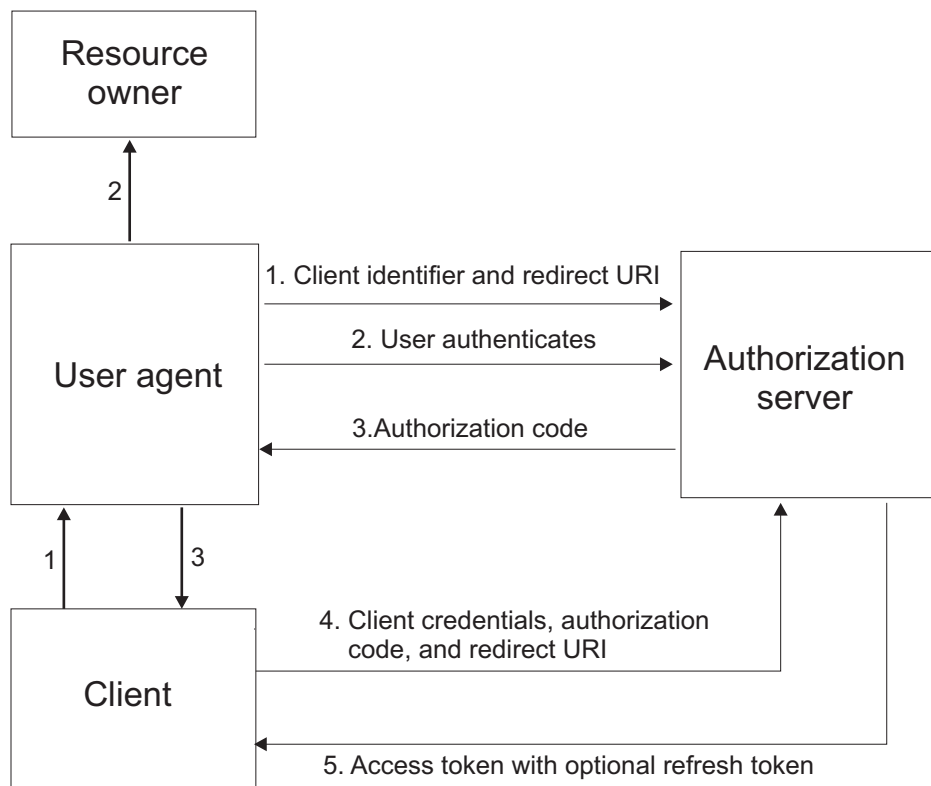 Resource
owner
2
1. Client identifier and redirect URI
2. User authenticates
User agent
Authorization
server
3.Authorization code
1
3
4. Client credentials, authorization
code, and redirect URI
Client
5. Access token with optional refresh token